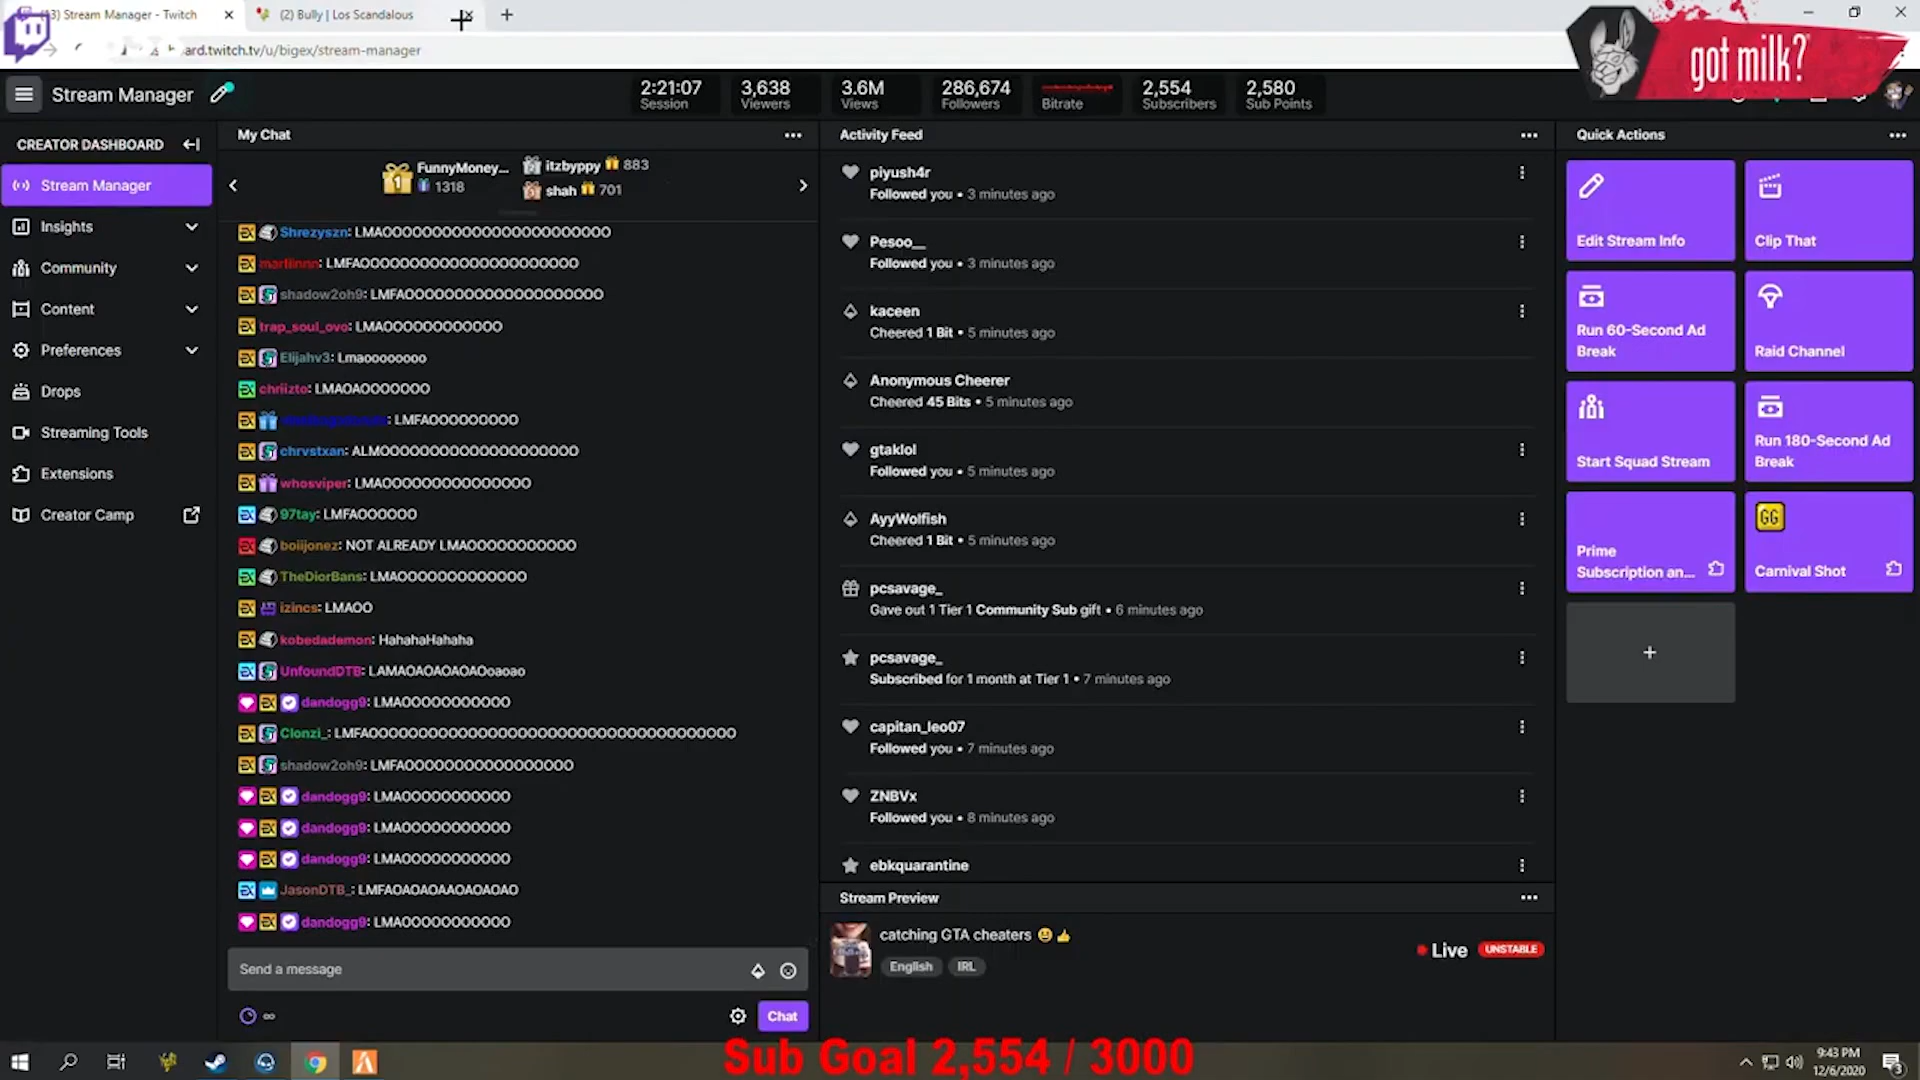 (3) Stream Manager - Twitch
(2) Bully | Los Scandalous
ard.twitch.tv/u/bigex/stream-manager
got milk?
Stream Manager
2:21:07
Session
3,638
Viewers
3.6M
Views
286,674
Followers
Bitrate
2,554
Subscribers
2,580
Sub Points
CREATOR DASHBOARD
Stream Manager
Insights
Community
Content
Preferences
Drops
Streaming Tools
Extensions
Creator Camp
My Chat
1
FunnyMoney...
1318
2
itzbyppy 883
3
shah 701
Shrezyszn: LMAOOOOOOOOOOOOOOOOOOOOOOO
martiinnn: LMFAOOOOOOOOOOOOOOOOOOOOOO
shadow2oh9: LMFAOOOOOOOOOOOOOOOOOOOOO
trap_soul_ovo: LMAOOOOOOOOOOOO
Elijahv3: Lmaoooooooo
chriizto: LMAOAOOOOOOO
: LMFAOOOOOOOOO
chrvstxan: ALMOOOOOOOOOOOOOOOOOOOO
whosviper: LMAOOOOOOOOOOOOOOO
97tay: LMFAOOOOOO
boiijonez: NOT ALREADY LMAOOOOOOOOOOO
TheDiorBans: LMAOOOOOOOOOOOOO
izincs: LMAOO
kobedademon: HahahaHahaha
UnfoundDTB: LAMAOAOAOAOAOoaoao
dandogg9: LMAOOOOOOOOOOO
Clonzi_: LMFAOOOOOOOOOOOOOOOOOOOOOOOOOOOOOOOOOOOOO
shadow2oh9: LMFAOOOOOOOOOOOOOOOOOO
dandogg9: LMAOOOOOOOOOOO
dandogg9: LMAOOOOOOOOOOO
dandogg9: LMAOOOOOOOOOOO
JasonDTB_: LMFAOAOAOAAOAOAOAO
dandogg9: LMAOOOOOOOOOOO
Send a message
∞
Chat
Activity Feed
piyush4r
Followed you • 3 minutes ago
Pesoo__
Followed you • 3 minutes ago
kaceen
Cheered 1 Bit • 5 minutes ago
Anonymous Cheerer
Cheered 45 Bits • 5 minutes ago
gtaklol
Followed you • 5 minutes ago
AyyWolfish
Cheered 1 Bit • 5 minutes ago
pcsavage_
Gave out 1 Tier 1 Community Sub gift • 6 minutes ago
pcsavage_
Subscribed for 1 month at Tier 1 • 7 minutes ago
capitan_leo07
Followed you • 7 minutes ago
ZNBVx
Followed you • 8 minutes ago
ebkquarantine
Stream Preview
catching GTA cheaters 😆👍
English
IRL
Live
UNSTABLE
Quick Actions
Edit Stream Info
Clip That
Run 60-Second Ad
Break
Raid Channel
Start Squad Stream
Run 180-Second Ad
Break
Prime
Subscription an...
GG
Carnival Shot
+
Sub Goal 2,554 / 3000
9:43 PM
12/6/2020
3